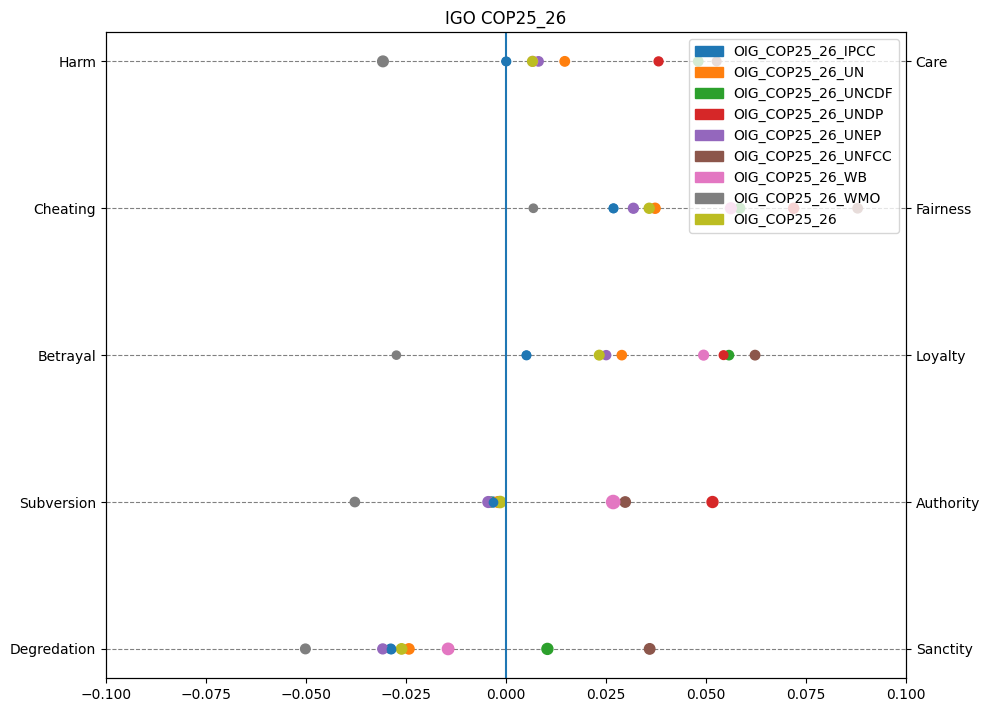 IGO COP25_26
Harm
Care
OIG_COP25_26_IPCC
OIG_COP25_26_UN
OIG_COP25_26_UNCDF
OIG_COP25_26_UNDP
OIG_COP25_26_UNEP
OIG_COP25_26_UNFCC
OIG_COP25_26_WB
OIG_COP25_26_WMO
OIG_COP25_26
Cheating
Fairness
Betrayal
Loyalty
Subversion
Authority
Degredation
Sanctity
−0.100 −0.075 −0.050 −0.025 0.000 0.025 0.050 0.075 0.100